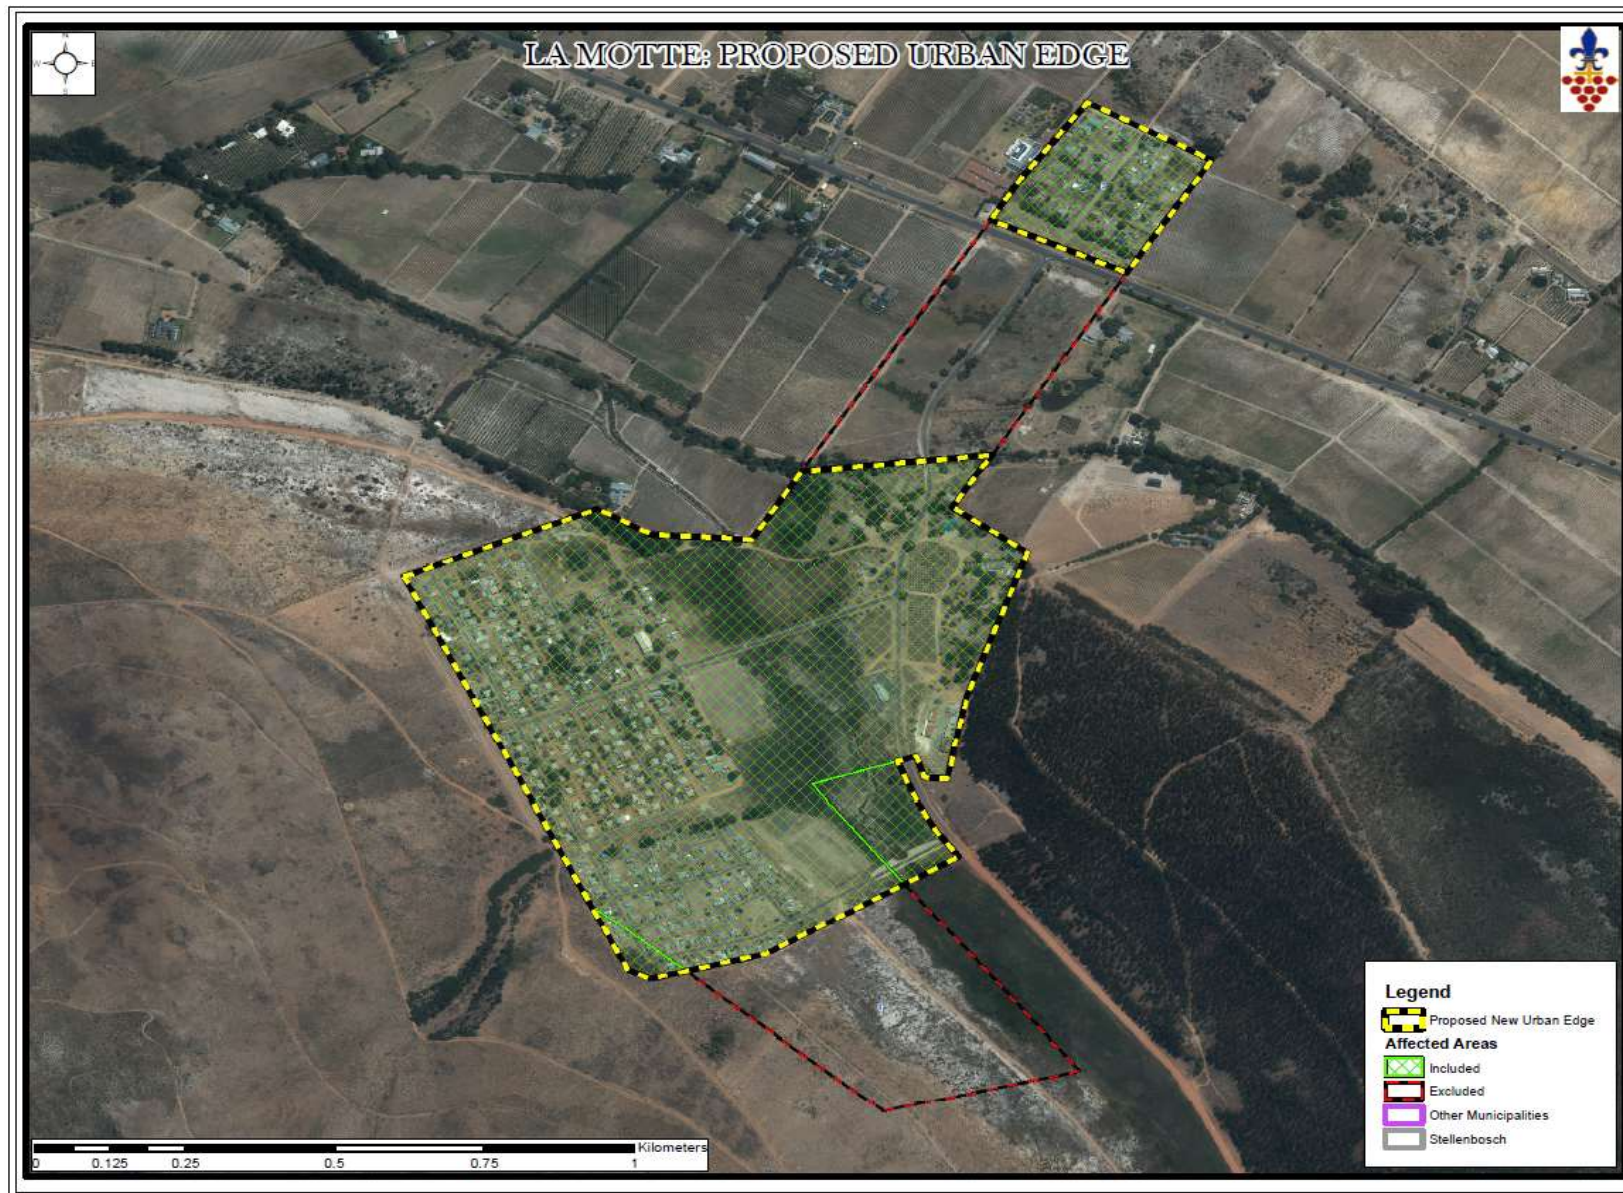 LA MOTTE: PROPOSED URBAN EDGE
N
W E
S
Legend
Proposed New Urban Edge
Affected Areas
Included
Excluded
Other Municipalities
Stellenbosch
Kilometers
0 0.125 0.25 0.5 0.75 1